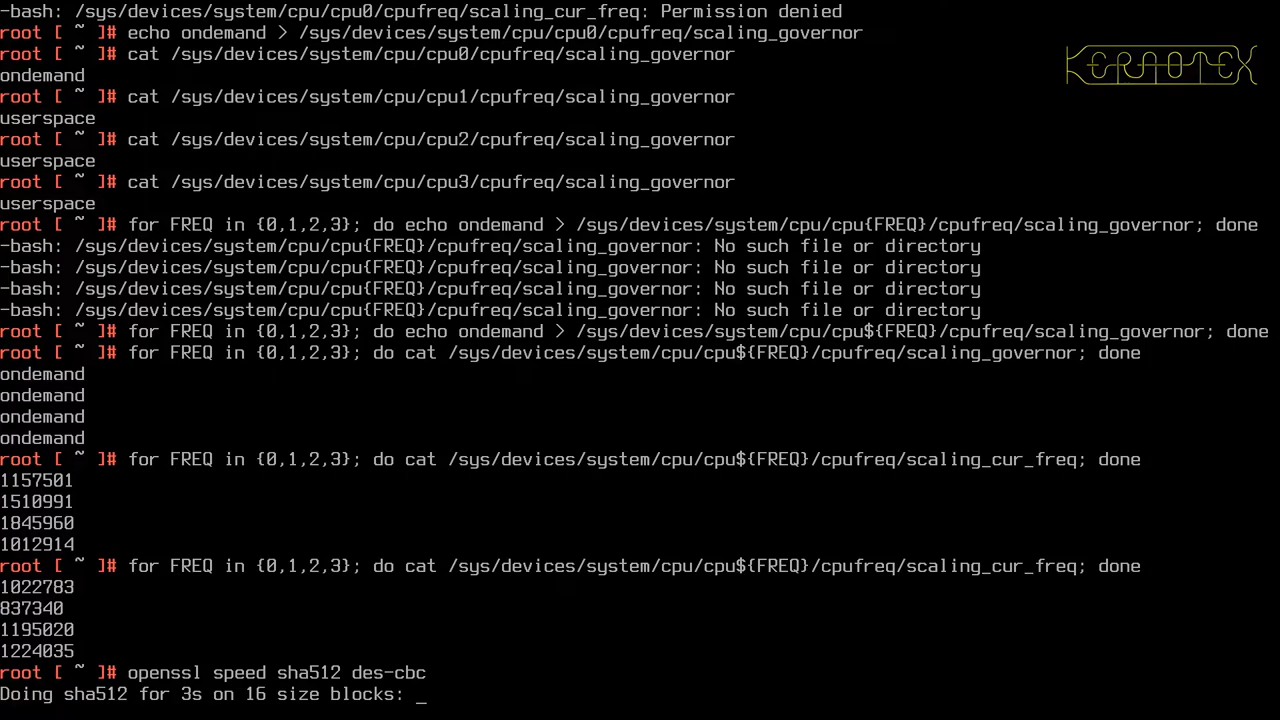 -bash: /sys/devices/system/cpu/cpu0/cpufreq/scaling_cur_freq: Permission denied
root [ ~ ]# echo ondemand > /sys/devices/system/cpu/cpu0/cpufreq/scaling_governor
root [ ~ ]# cat /sys/devices/system/cpu/cpu0/cpufreq/scaling_governor
ondemand
root [ ~ ]# cat /sys/devices/system/cpu/cpu1/cpufreq/scaling_governor
userspace
root [ ~ ]# cat /sys/devices/system/cpu/cpu2/cpufreq/scaling_governor
userspace
root [ ~ ]# cat /sys/devices/system/cpu/cpu3/cpufreq/scaling_governor
userspace
root [ ~ ]# for FREQ in {0,1,2,3}; do echo ondemand > /sys/devices/system/cpu/cpu{FREQ}/cpufreq/scaling_governor; done
-bash: /sys/devices/system/cpu/cpu{FREQ}/cpufreq/scaling_governor: No such file or directory
-bash: /sys/devices/system/cpu/cpu{FREQ}/cpufreq/scaling_governor: No such file or directory
-bash: /sys/devices/system/cpu/cpu{FREQ}/cpufreq/scaling_governor: No such file or directory
-bash: /sys/devices/system/cpu/cpu{FREQ}/cpufreq/scaling_governor: No such file or directory
root [ ~ ]# for FREQ in {0,1,2,3}; do echo ondemand > /sys/devices/system/cpu/cpu${FREQ}/cpufreq/scaling_governor; done
root [ ~ ]# for FREQ in {0,1,2,3}; do cat /sys/devices/system/cpu/cpu${FREQ}/cpufreq/scaling_governor; done
ondemand
ondemand
ondemand
ondemand
root [ ~ ]# for FREQ in {0,1,2,3}; do cat /sys/devices/system/cpu/cpu${FREQ}/cpufreq/scaling_cur_freq; done
1157501
1510991
1845960
1012914
root [ ~ ]# for FREQ in {0,1,2,3}; do cat /sys/devices/system/cpu/cpu${FREQ}/cpufreq/scaling_cur_freq; done
1022783
837340
1195020
1224035
root [ ~ ]# openssl speed sha512 des-cbc
Doing sha512 for 3s on 16 size blocks: _